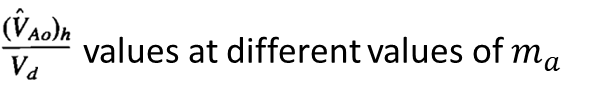 (V̂_Ao)_h / V_d values at different values of m_a